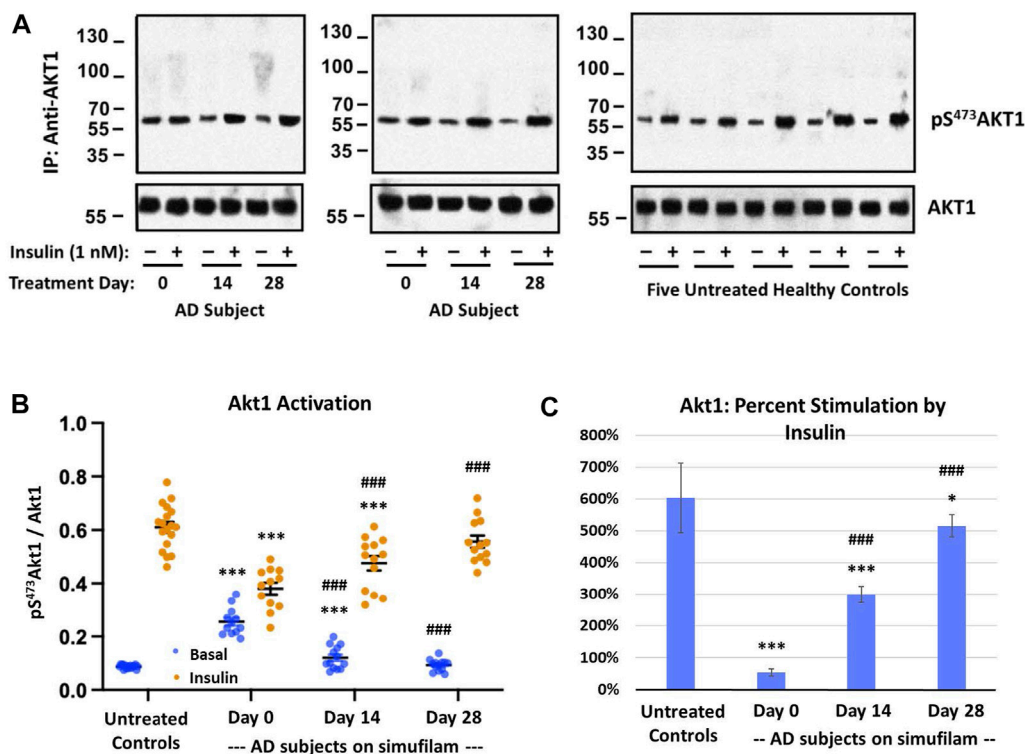 A
IP: Anti-AKT1
130
100
70
55
35
55
130
100
70
55
35
55
130
100
70
55
35
55
pS⁴⁷³AKT1
AKT1
Insulin (1 nM): – + – + – + – + – + – + – + – + – + – + – +
Treatment Day: 0 14 28 0 14 28 Five Untreated Healthy Controls
AD Subject AD Subject
B
Akt1 Activation
pS⁴⁷³Akt1 / Akt1
1.0
0.8
0.6
0.4
0.2
0.0
***
***
###
***
###
***
###
###
Basal
Insulin
Untreated Controls
Day 0
Day 14
Day 28
--- AD subjects on simufilam ---
C
Akt1: Percent Stimulation by
Insulin
800%
700%
600%
500%
400%
300%
200%
100%
0%
***
###
***
###
*
Untreated
Controls
Day 0
Day 14
Day 28
-- AD subjects on simufilam --